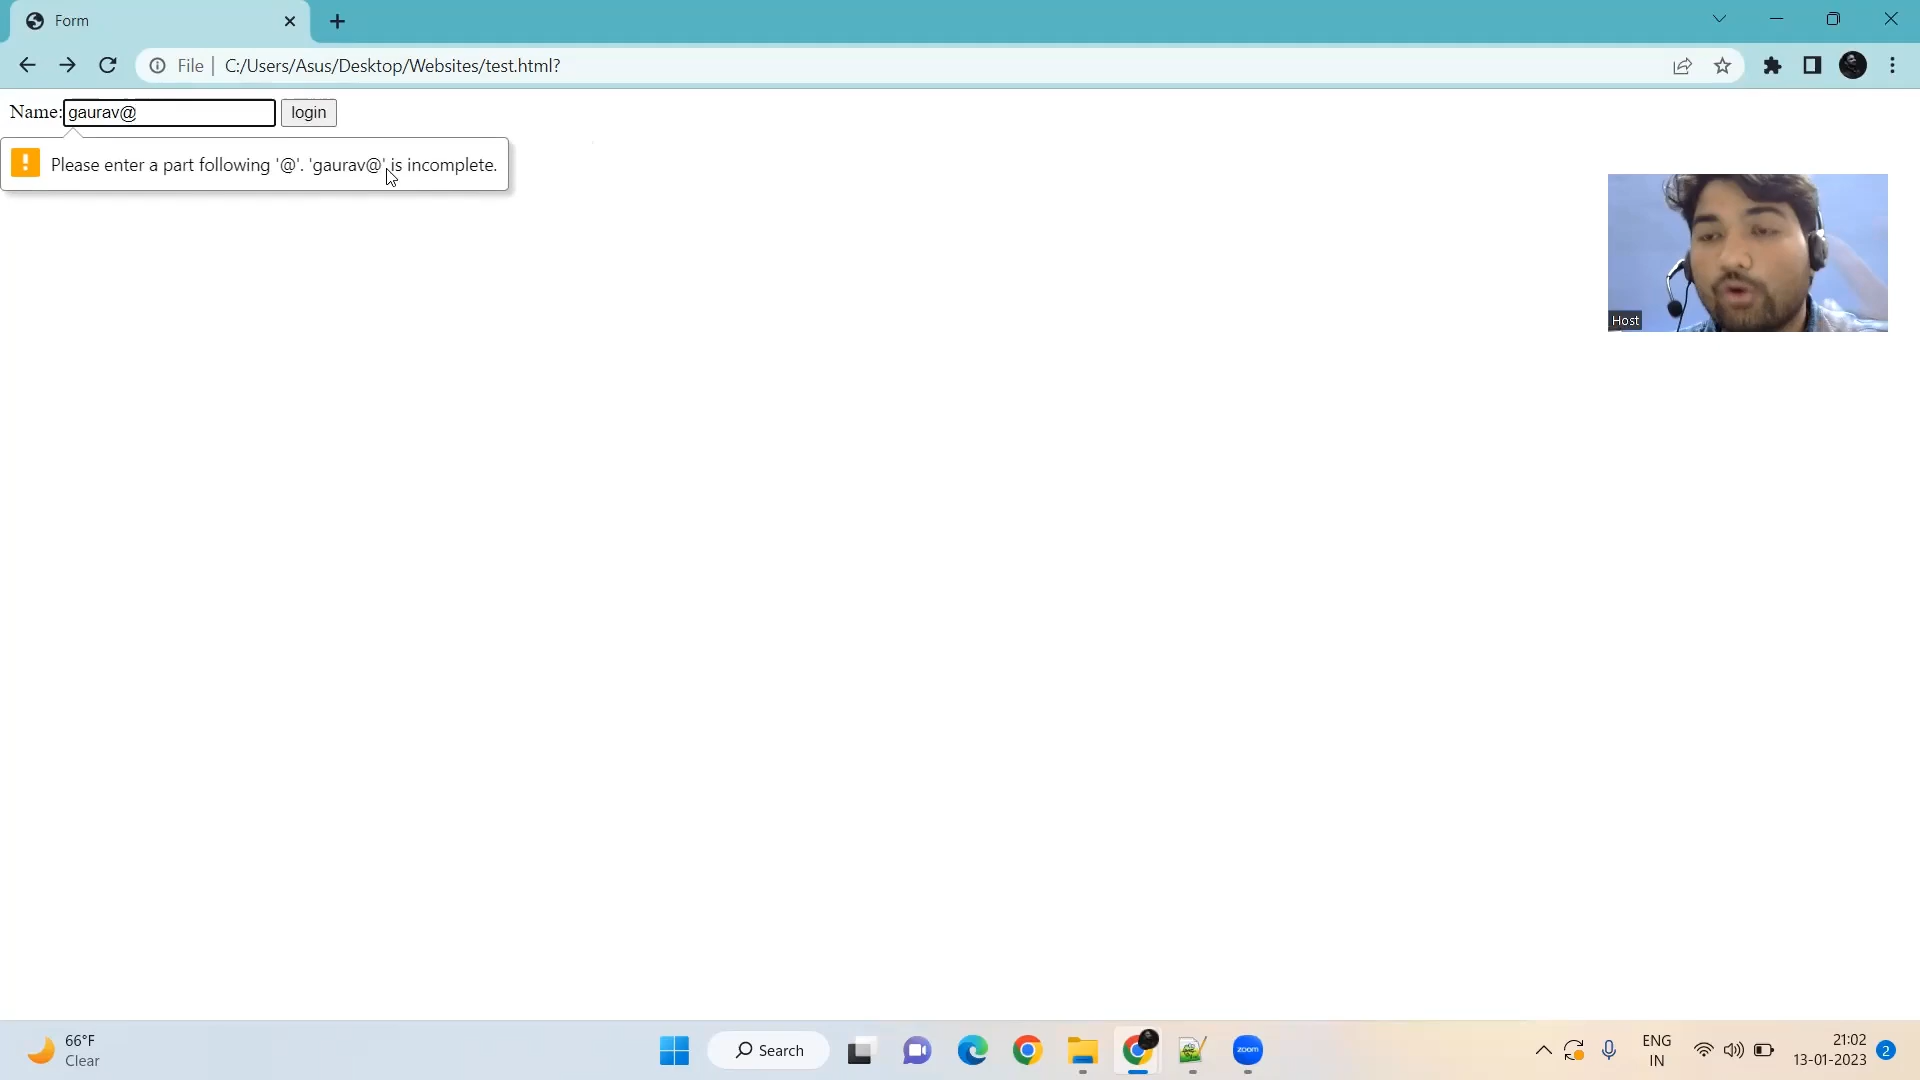 Form
File
C:/Users/Asus/Desktop/Websites/test.html?
Name:
gaurav@
login
Please enter a part following '@'. 'gaurav@' is incomplete.
Host
66°F
Clear
Search
zoom
ENG
IN
21:02
13-01-2023
2